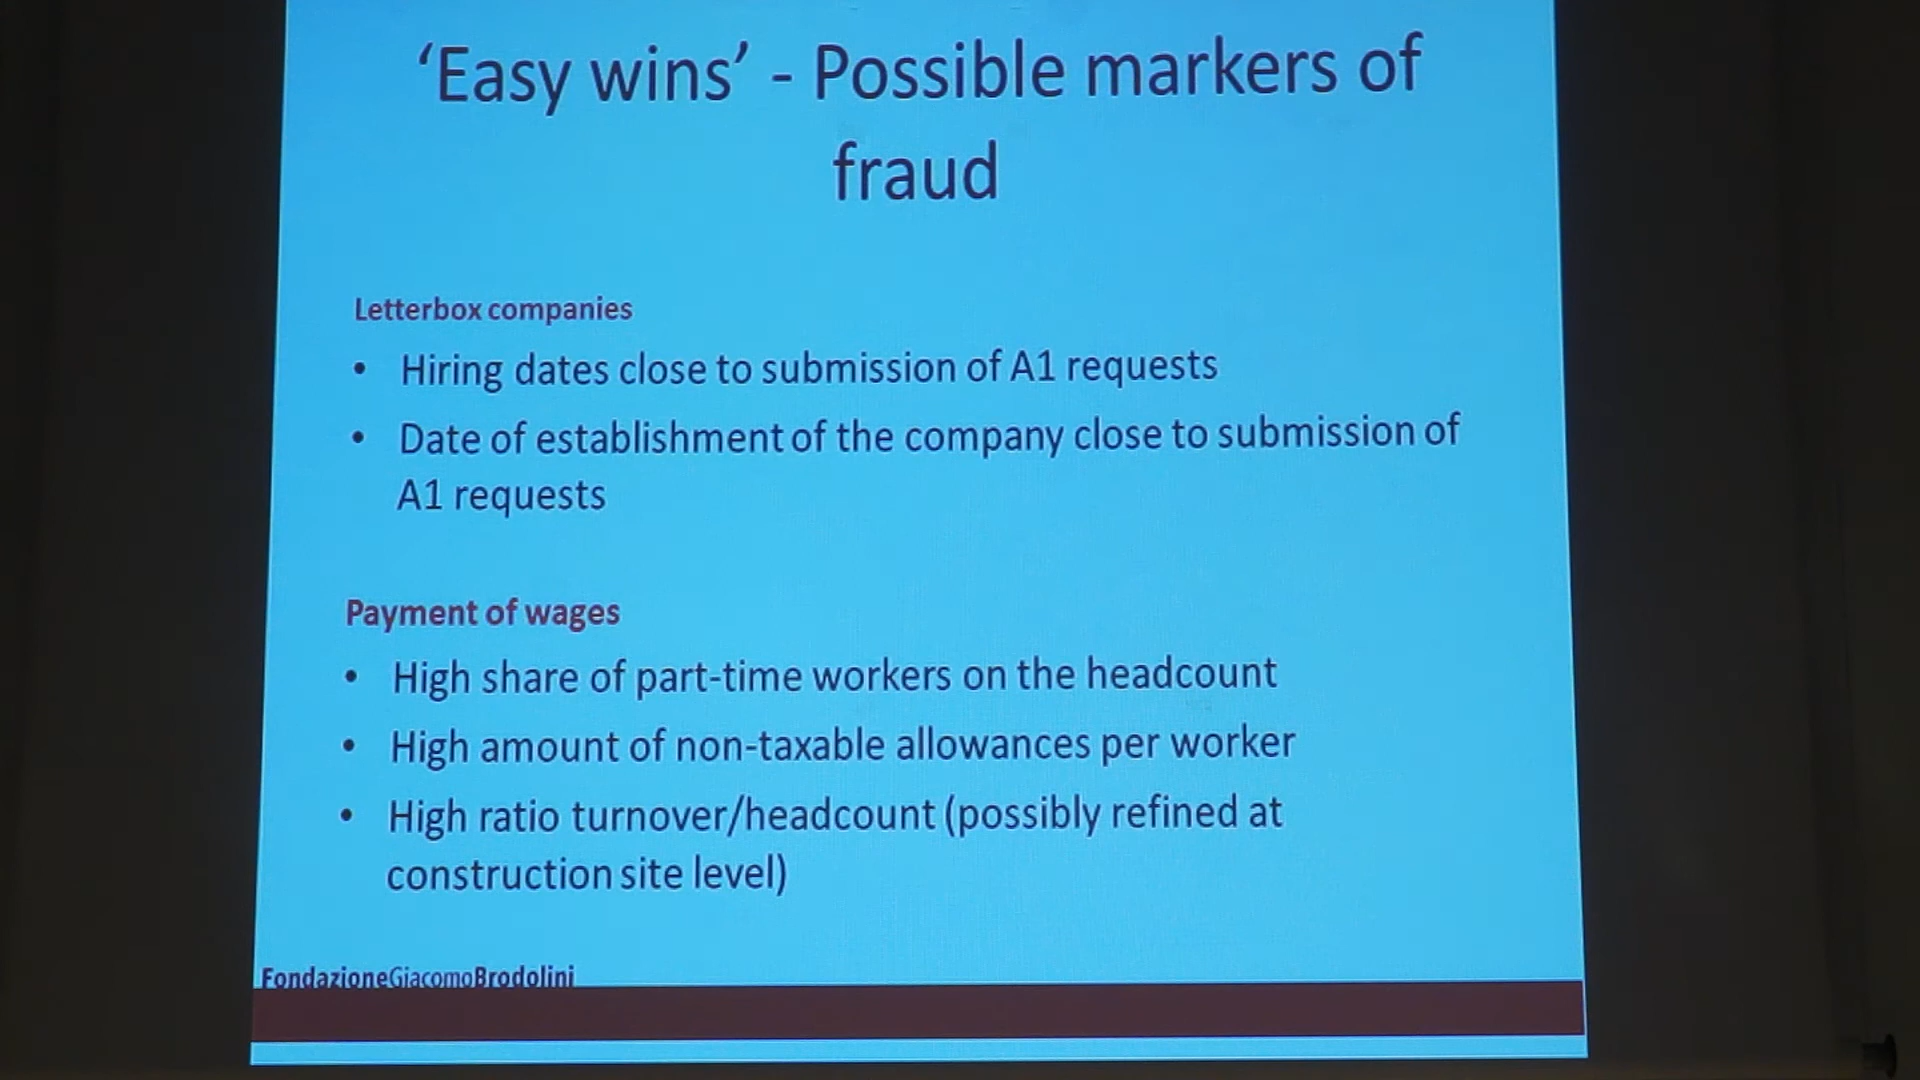 ‘Easy wins’ - Possible markers of
fraud
Letterbox companies
• Hiring dates close to submission of A1 requests
• Date of establishment of the company close to submission of
A1 requests
Payment of wages
• High share of part-time workers on the headcount
• High amount of non-taxable allowances per worker
• High ratio turnover/headcount (possibly refined at
construction site level)
FondazioneGiacomoBrodolini